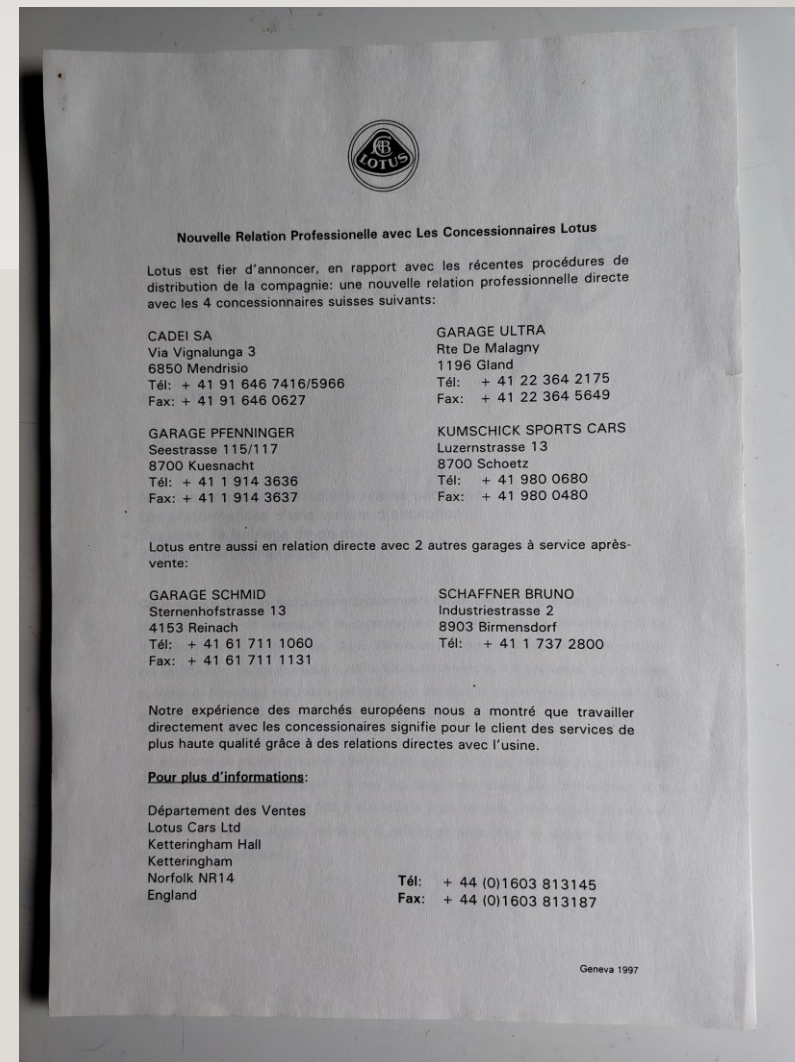 LOTUS
Nouvelle Relation Professionelle avec Les Concessionnaires Lotus
Lotus est fier d'annoncer, en rapport avec les récentes procédures de
distribution de la compagnie: une nouvelle relation professionnelle directe
avec les 4 concessionnaires suisses suivants:
CADEI SA
Via Vignalunga 3
6850 Mendrisio
Tél: + 41 91 646 7416/5966
Fax: + 41 91 646 0627
GARAGE ULTRA
Rte De Malagny
1196 Gland
Tél: + 41 22 364 2175
Fax: + 41 22 364 5649
GARAGE PFENNINGER
Seestrasse 115/117
8700 Kuesnacht
Tél: + 41 1 914 3636
Fax: + 41 1 914 3637
KUMSCHICK SPORTS CARS
Luzernstrasse 13
8700 Schoetz
Tél: + 41 980 0680
Fax: + 41 980 0480
Lotus entre aussi en relation directe avec 2 autres garages à service après-
vente:
GARAGE SCHMID
Sternenhofstrasse 13
4153 Reinach
Tél: + 41 61 711 1060
Fax: + 41 61 711 1131
SCHAFFNER BRUNO
Industriestrasse 2
8903 Birmensdorf
Tél: + 41 1 737 2800
Notre expérience des marchés européens nous a montré que travailler
directement avec les concessionaires signifie pour le client des services de
plus haute qualité grâce à des relations directes avec l'usine.
Pour plus d'informations:
Département des Ventes
Lotus Cars Ltd
Ketteringham Hall
Ketteringham
Norfolk NR14
England
Tél: + 44 (0)1603 813145
Fax: + 44 (0)1603 813187
Geneva 1997